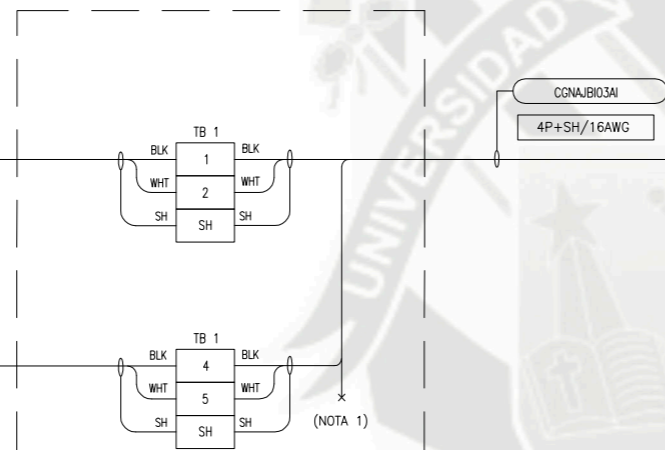 CGNAJBI03AI
4P+SH/16AWG
TB 1
BLK 1 BLK
WHT 2 WHT
SH SH SH
TB 1
BLK 4 BLK
WHT 5 WHT
SH SH SH
(NOTA 1)
UNIVERSIDAD